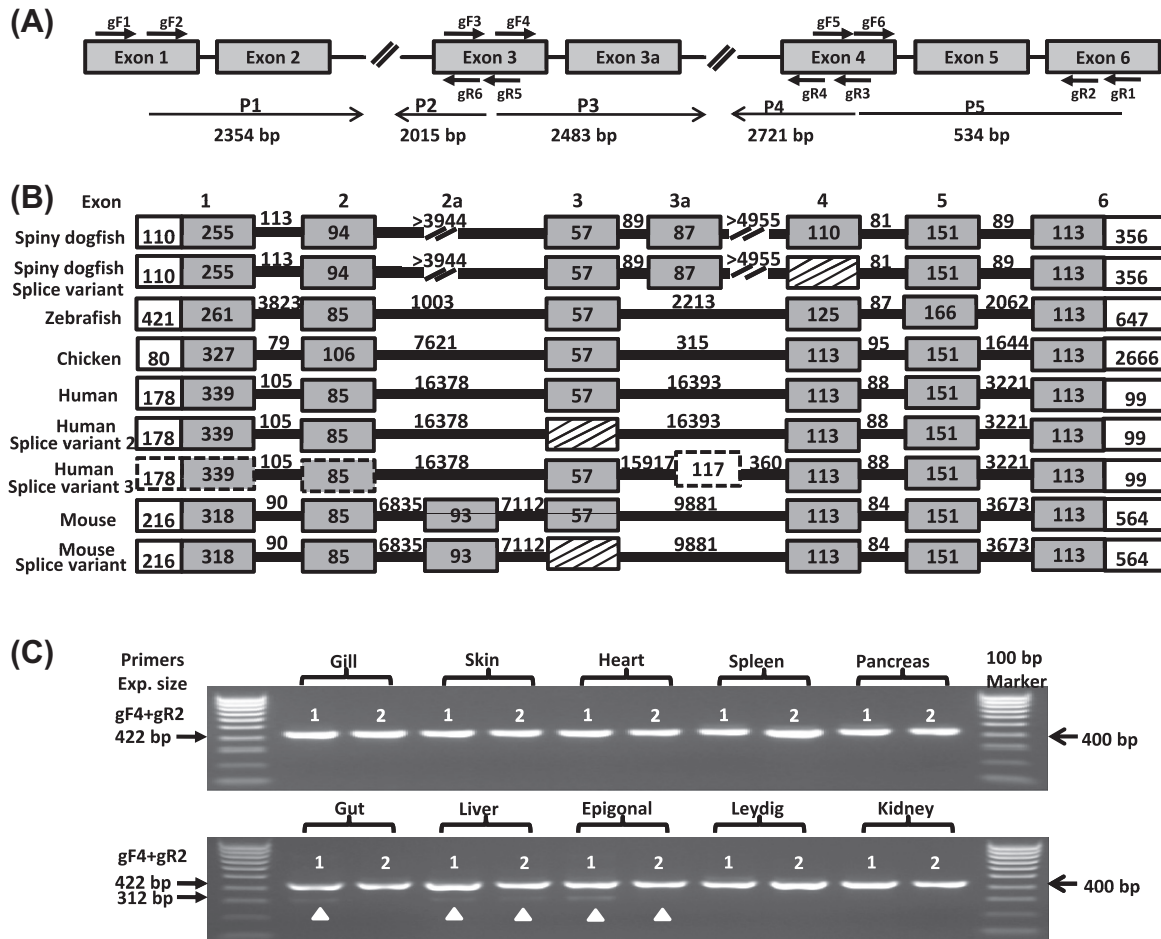 (A)
gF1 gF2 gF3 gF4 gF5 gF6
Exon 1 Exon 2 Exon 3 Exon 3a Exon 4 Exon 5 Exon 6
gR6 gR5 gR4 gR3 gR2 gR1
P1 P2 P3 P4 P5
2354 bp 2015 bp 2483 bp 2721 bp 534 bp
(B)
Exon 1 2 2a 3 3a 4 5 6
Spiny dogfish 110 255 113 94 >3944 57 89 87 >4955 110 81 151 89 113 356
Spiny dogfish
Splice variant 110 255 113 94 >3944 57 89 87 >4955 81 151 89 113 356
Zebrafish 421 261 3823 85 1003 57 2213 125 87 166 2062 113 647
Chicken 80 327 79 106 7621 57 315 113 95 151 1644 113 2666
Human 178 339 105 85 16378 57 16393 113 88 151 3221 113 99
Human
Splice variant 2 178 339 105 85 16378 16393 113 88 151 3221 113 99
Human
Splice variant 3 178 339 105 85 16378 57 15917 117 360 113 88 151 3221 113 99
Mouse 216 318 90 85 6835 93 7112 57 9881 113 84 151 3673 113 564
Mouse
Splice variant 216 318 90 85 6835 93 7112 9881 113 84 151 3673 113 564
(C)
Primers Gill Skin Heart Spleen Pancreas 100 bp
Exp. size Marker
gF4+gR2 1 2 1 2 1 2 1 2 1 2
422 bp 400 bp
Gut Liver Epigonal Leydig Kidney
gF4+gR2 1 2 1 2 1 2 1 2 1 2
422 bp 400 bp
312 bp